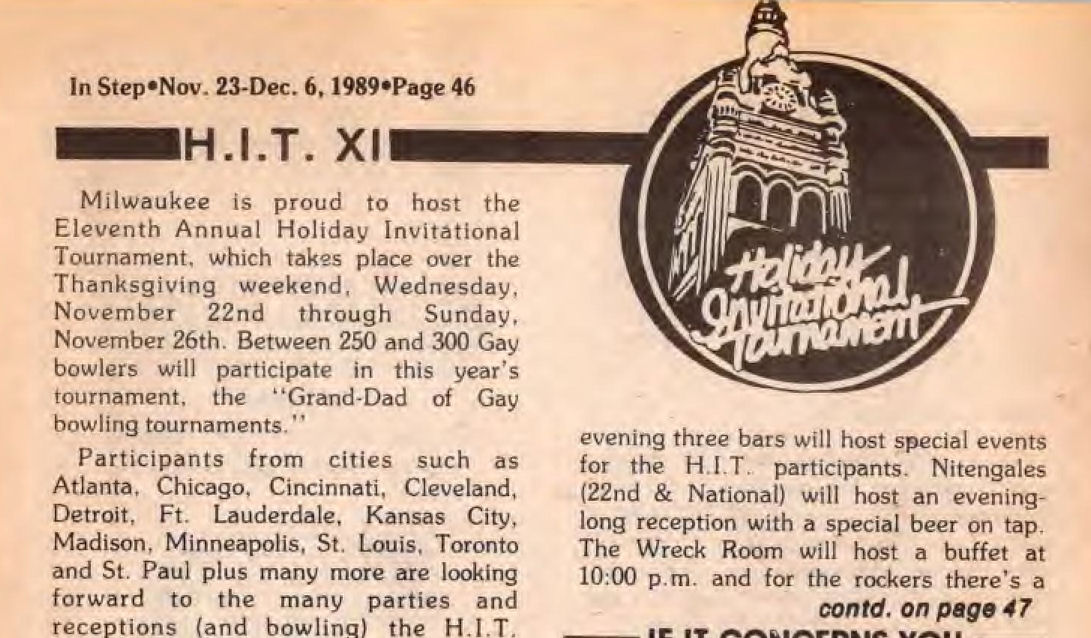 In Step•Nov. 23-Dec. 6, 1989•Page 46
H.I.T. XI
Milwaukee is proud to host the
Eleventh Annual Holiday Invitational
Tournament, which takes place over the
Thanksgiving weekend, Wednesday,
November 22nd through Sunday,
November 26th. Between 250 and 300 Gay
bowlers will participate in this year's
tournament, the "Grand-Dad of Gay
bowling tournaments."
Participants from cities such as
Atlanta, Chicago, Cincinnati, Cleveland,
Detroit, Ft. Lauderdale, Kansas City,
Madison, Minneapolis, St. Louis, Toronto
and St. Paul plus many more are looking
forward to the many parties and
receptions (and bowling) the H.I.T.
Holiday
Invitational
Tournament
evening three bars will host special events
for the H.I.T. participants. Nitengales
(22nd & National) will host an evening-
long reception with a special beer on tap.
The Wreck Room will host a buffet at
10:00 p.m. and for the rockers there's a
contd. on page 47
IF IT CONCERNS YOU